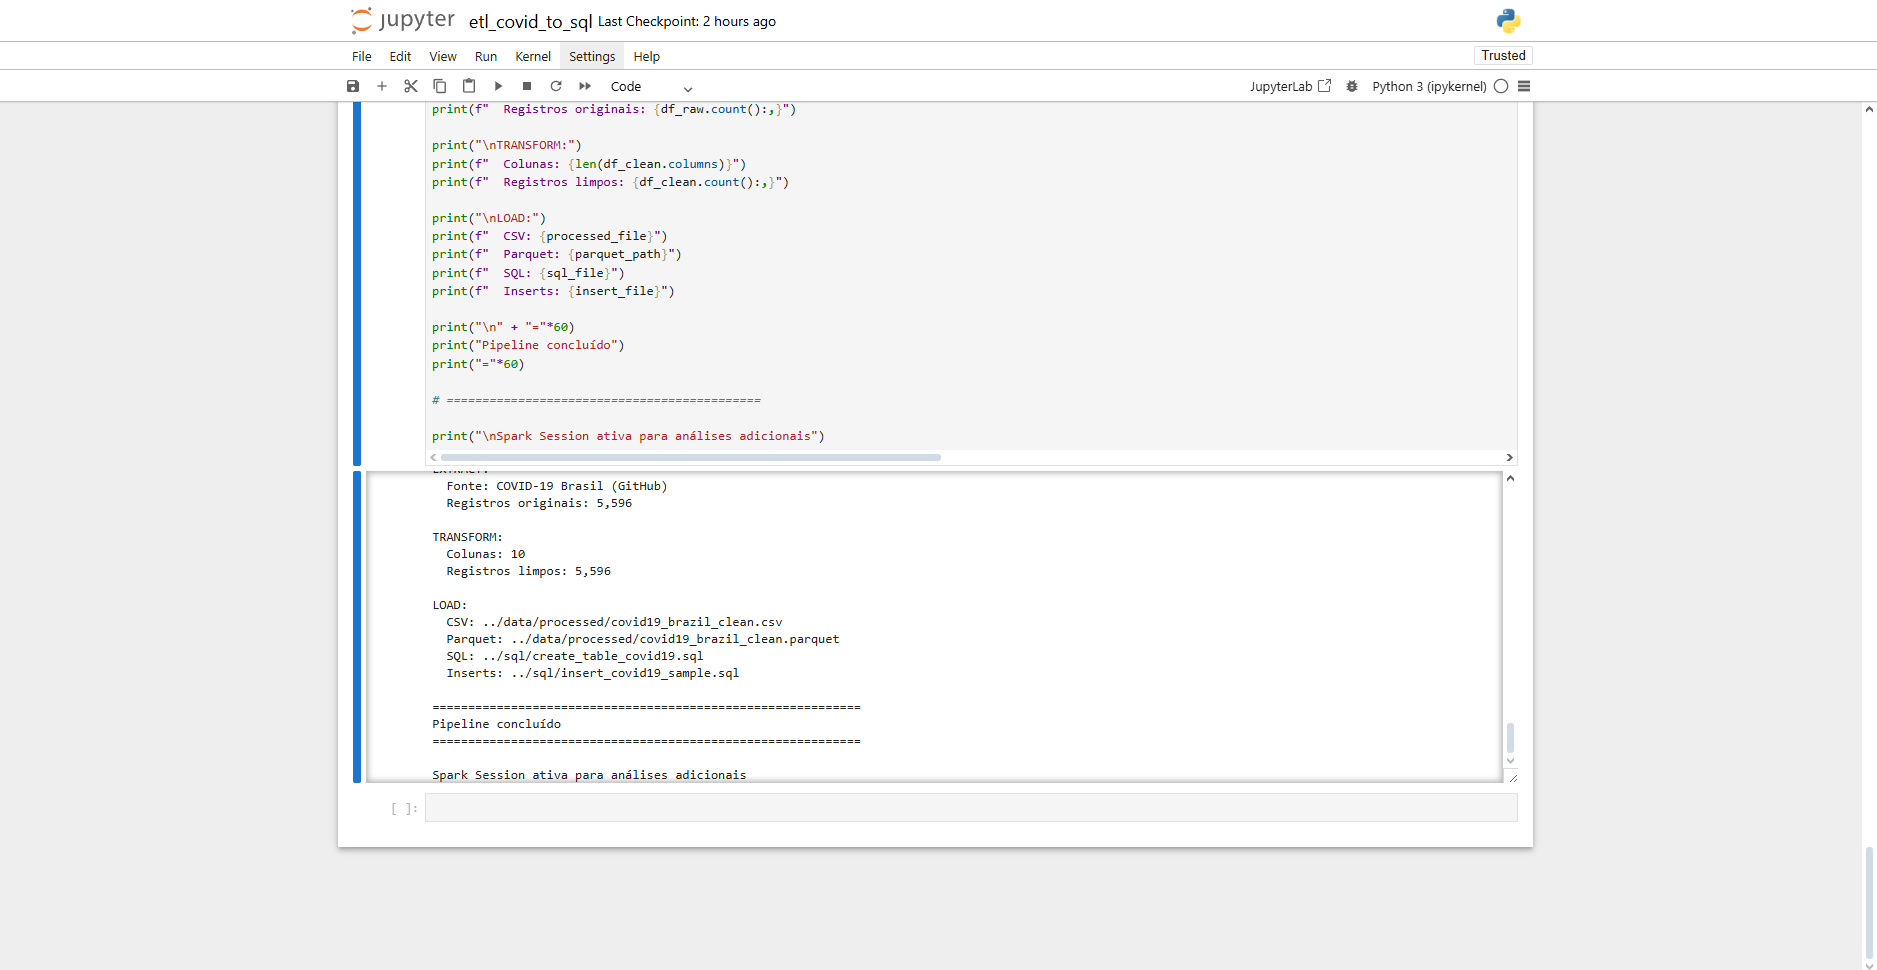 jupyter etl_covid_to_sql Last Checkpoint: 2 hours ago
File Edit View Run Kernel Settings Help Trusted
Code JupyterLab Python 3 (ipykernel)
print(f"  Registros originais: {df_raw.count():,}")
print("\nTRANSFORM:")
print(f"  Colunas: {len(df_clean.columns)}")
print(f"  Registros limpos: {df_clean.count():,}")
print("\nLOAD:")
print(f"  CSV: {processed_file}")
print(f"  Parquet: {parquet_path}")
print(f"  SQL: {sql_file}")
print(f"  Inserts: {insert_file}")
print("\n" + "="*60)
print("Pipeline concluído")
print("="*60)
# ============================================
print("\nSpark Session ativa para análises adicionais")
EXTRACT:
Fonte: COVID-19 Brasil (GitHub)
Registros originais: 5,596
TRANSFORM:
Colunas: 10
Registros limpos: 5,596
LOAD:
CSV: ../data/processed/covid19_brazil_clean.csv
Parquet: ../data/processed/covid19_brazil_clean.parquet
SQL: ../sql/create_table_covid19.sql
Inserts: ../sql/insert_covid19_sample.sql
============================================================
Pipeline concluído
============================================================
Spark Session ativa para análises adicionais
[ ]: